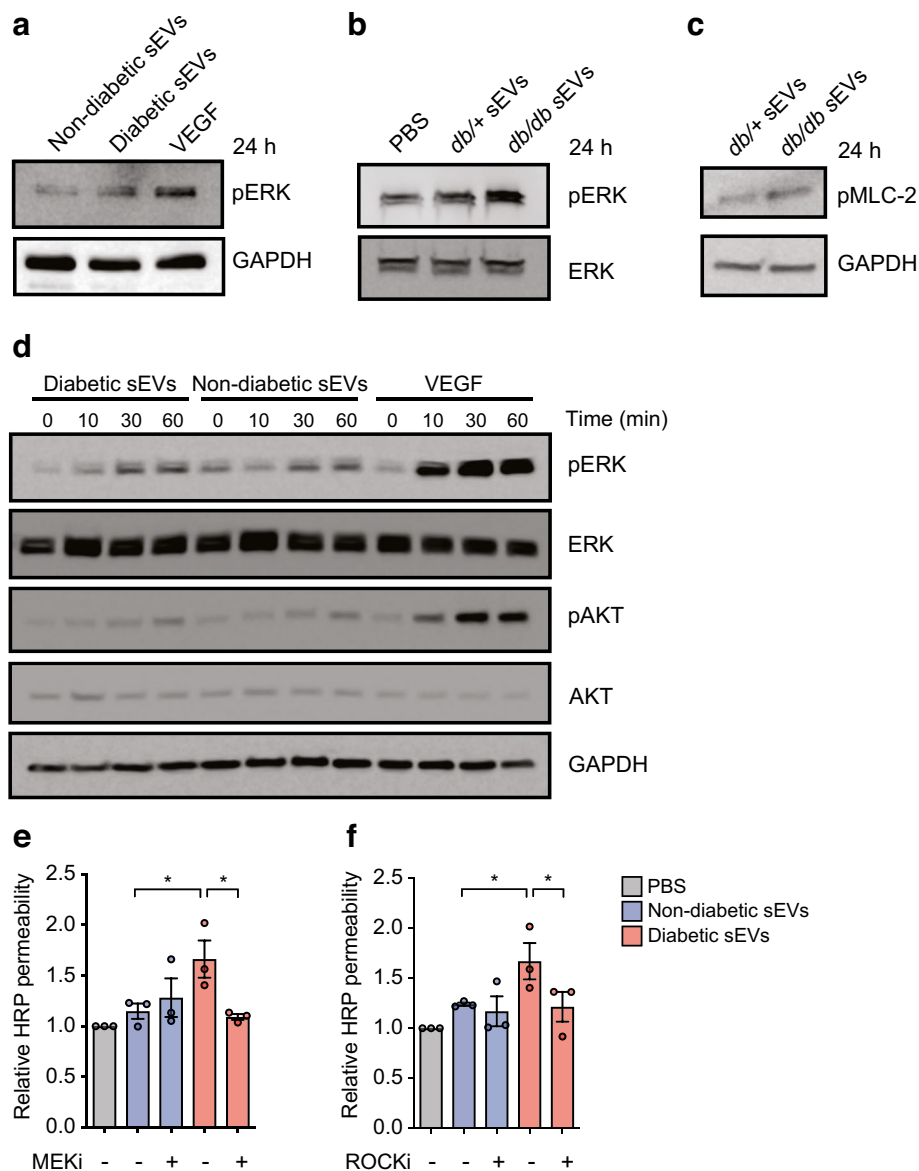 a
Non-diabetic sEVs
Diabetic sEVs
VEGF
24 h
pERK
GAPDH
b
PBS
db/+ sEVs
db/db sEVs
24 h
pERK
ERK
c
db/+ sEVs
db/db sEVs
24 h
pMLC-2
GAPDH
d
Diabetic sEVs Non-diabetic sEVs VEGF
0 10 30 60 0 10 30 60 0 10 30 60 Time (min)
pERK
ERK
pAKT
AKT
GAPDH
e
Relative HRP permeability
2.5
2.0
1.5
1.0
0.5
0.0
* *
MEKi - - + - +
f
Relative HRP permeability
2.5
2.0
1.5
1.0
0.5
0.0
* *
ROCKi - - + - +
PBS
Non-diabetic sEVs
Diabetic sEVs